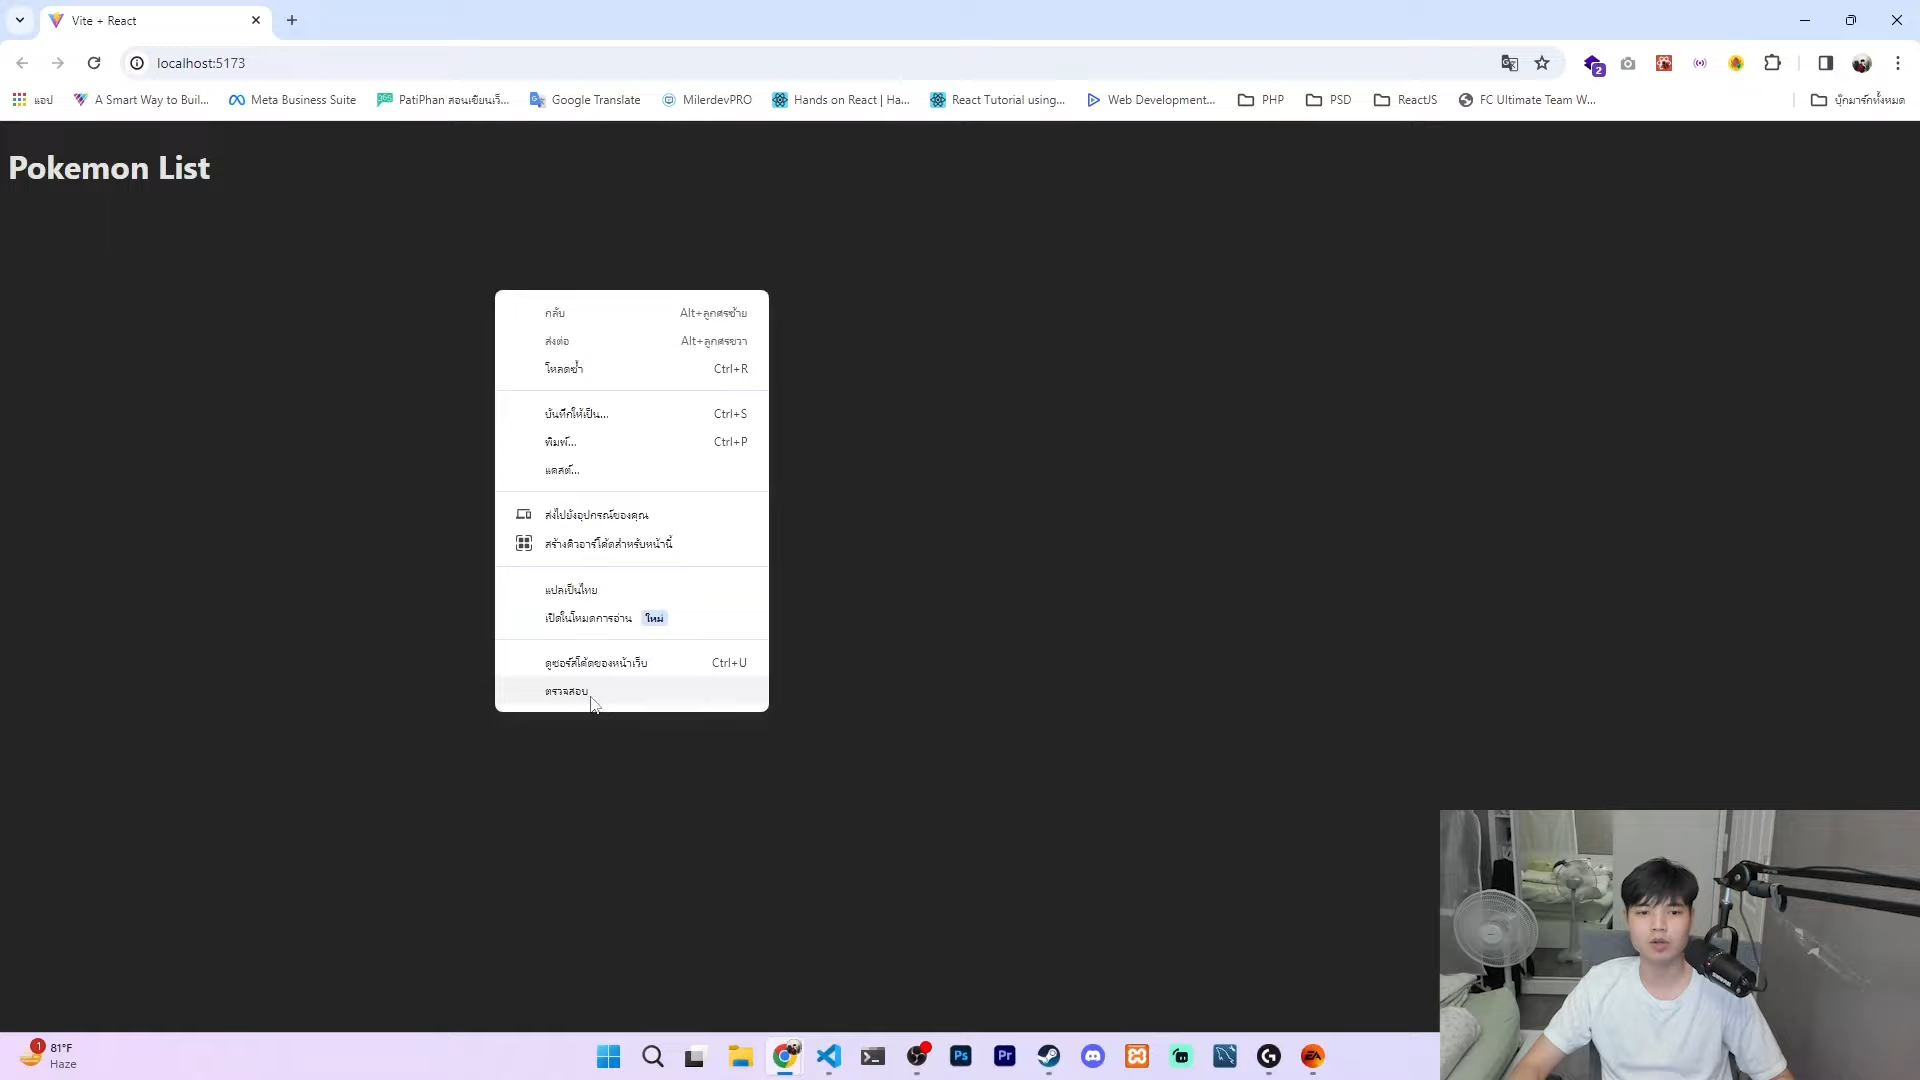 Vite + React
localhost:5173
2
แอป
A Smart Way to Buil...
Meta Business Suite
PatiPhan สอนเขียนเว็...
Google Translate
MilerdevPRO
Hands on React | Ha...
React Tutorial using...
Web Development...
PHP
PSD
ReactJS
FC Ultimate Team W...
บุ๊กมาร์กทั้งหมด
Pokemon List
กลับ Alt+ลูกศรซ้าย
ส่งต่อ Alt+ลูกศรขวา
โหลดซ้ำ Ctrl+R
บันทึกให้เป็น... Ctrl+S
พิมพ์... Ctrl+P
แคสต์...
ส่งไปยังอุปกรณ์ของคุณ
สร้างคิวอาร์โค้ดสำหรับหน้านี้
แปลเป็นไทย
เปิดในโหมดการอ่าน ใหม่
ดูซอร์สโค้ดของหน้าเว็บ Ctrl+U
ตรวจสอบ
1
81°F
Haze
Ps
Pr
EA